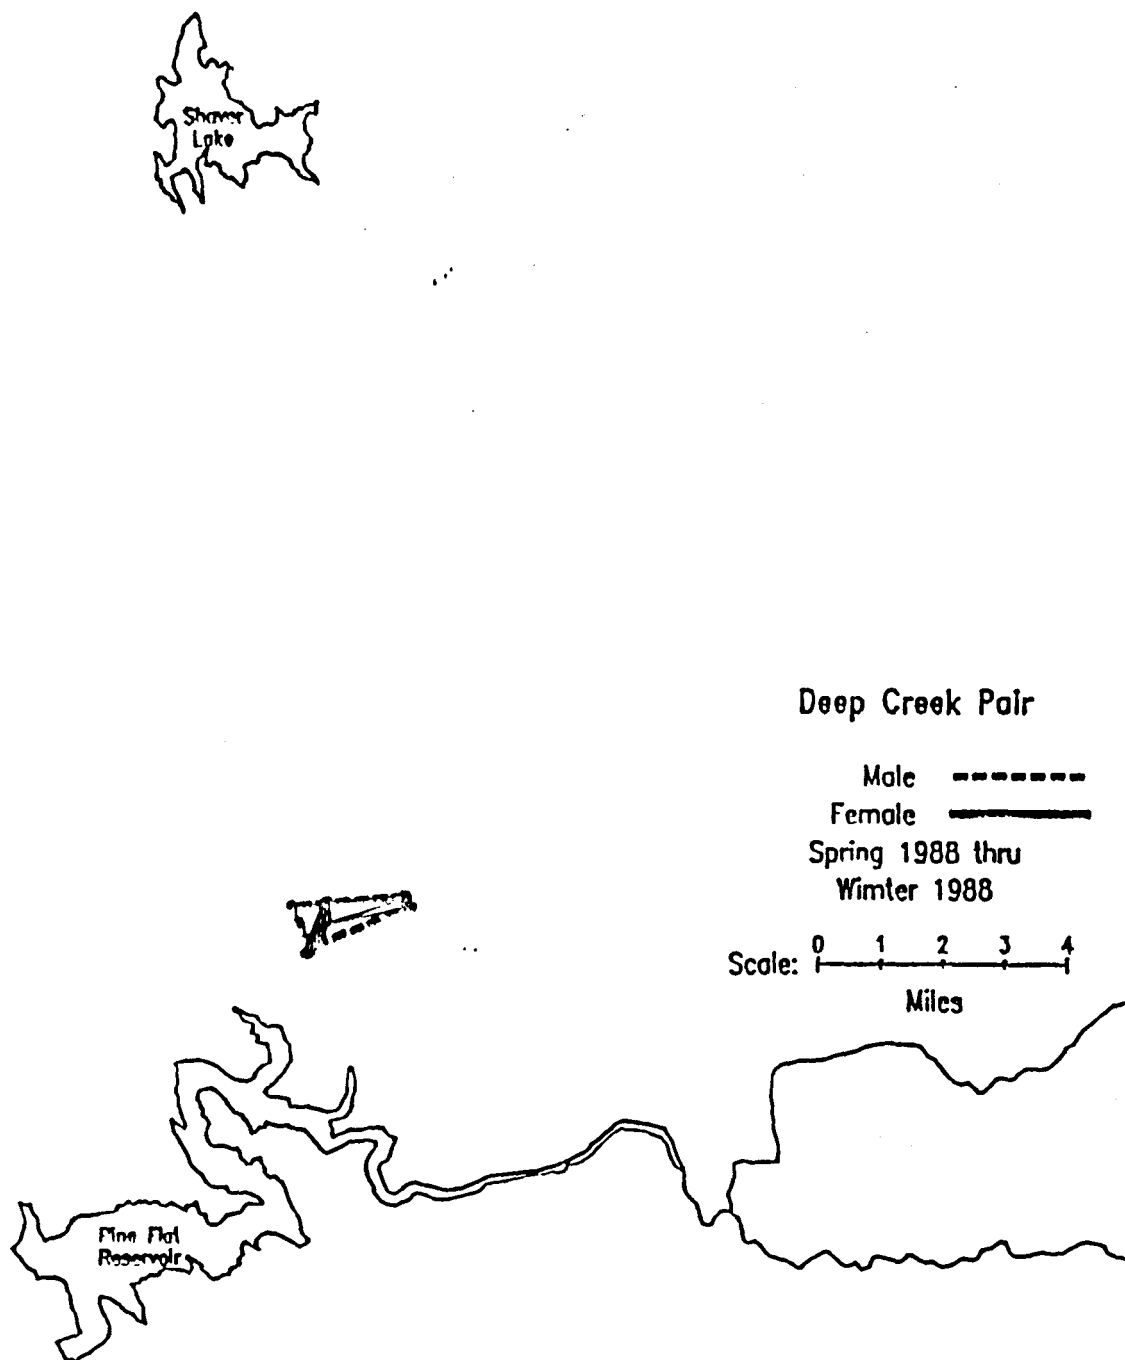 Shaver
Lake
Deep Creek Pair
Male
Female
Spring 1988 thru
Wimter 1988
0 1 2 3 4
Scale:
Miles
Pine Flat
Reservoir